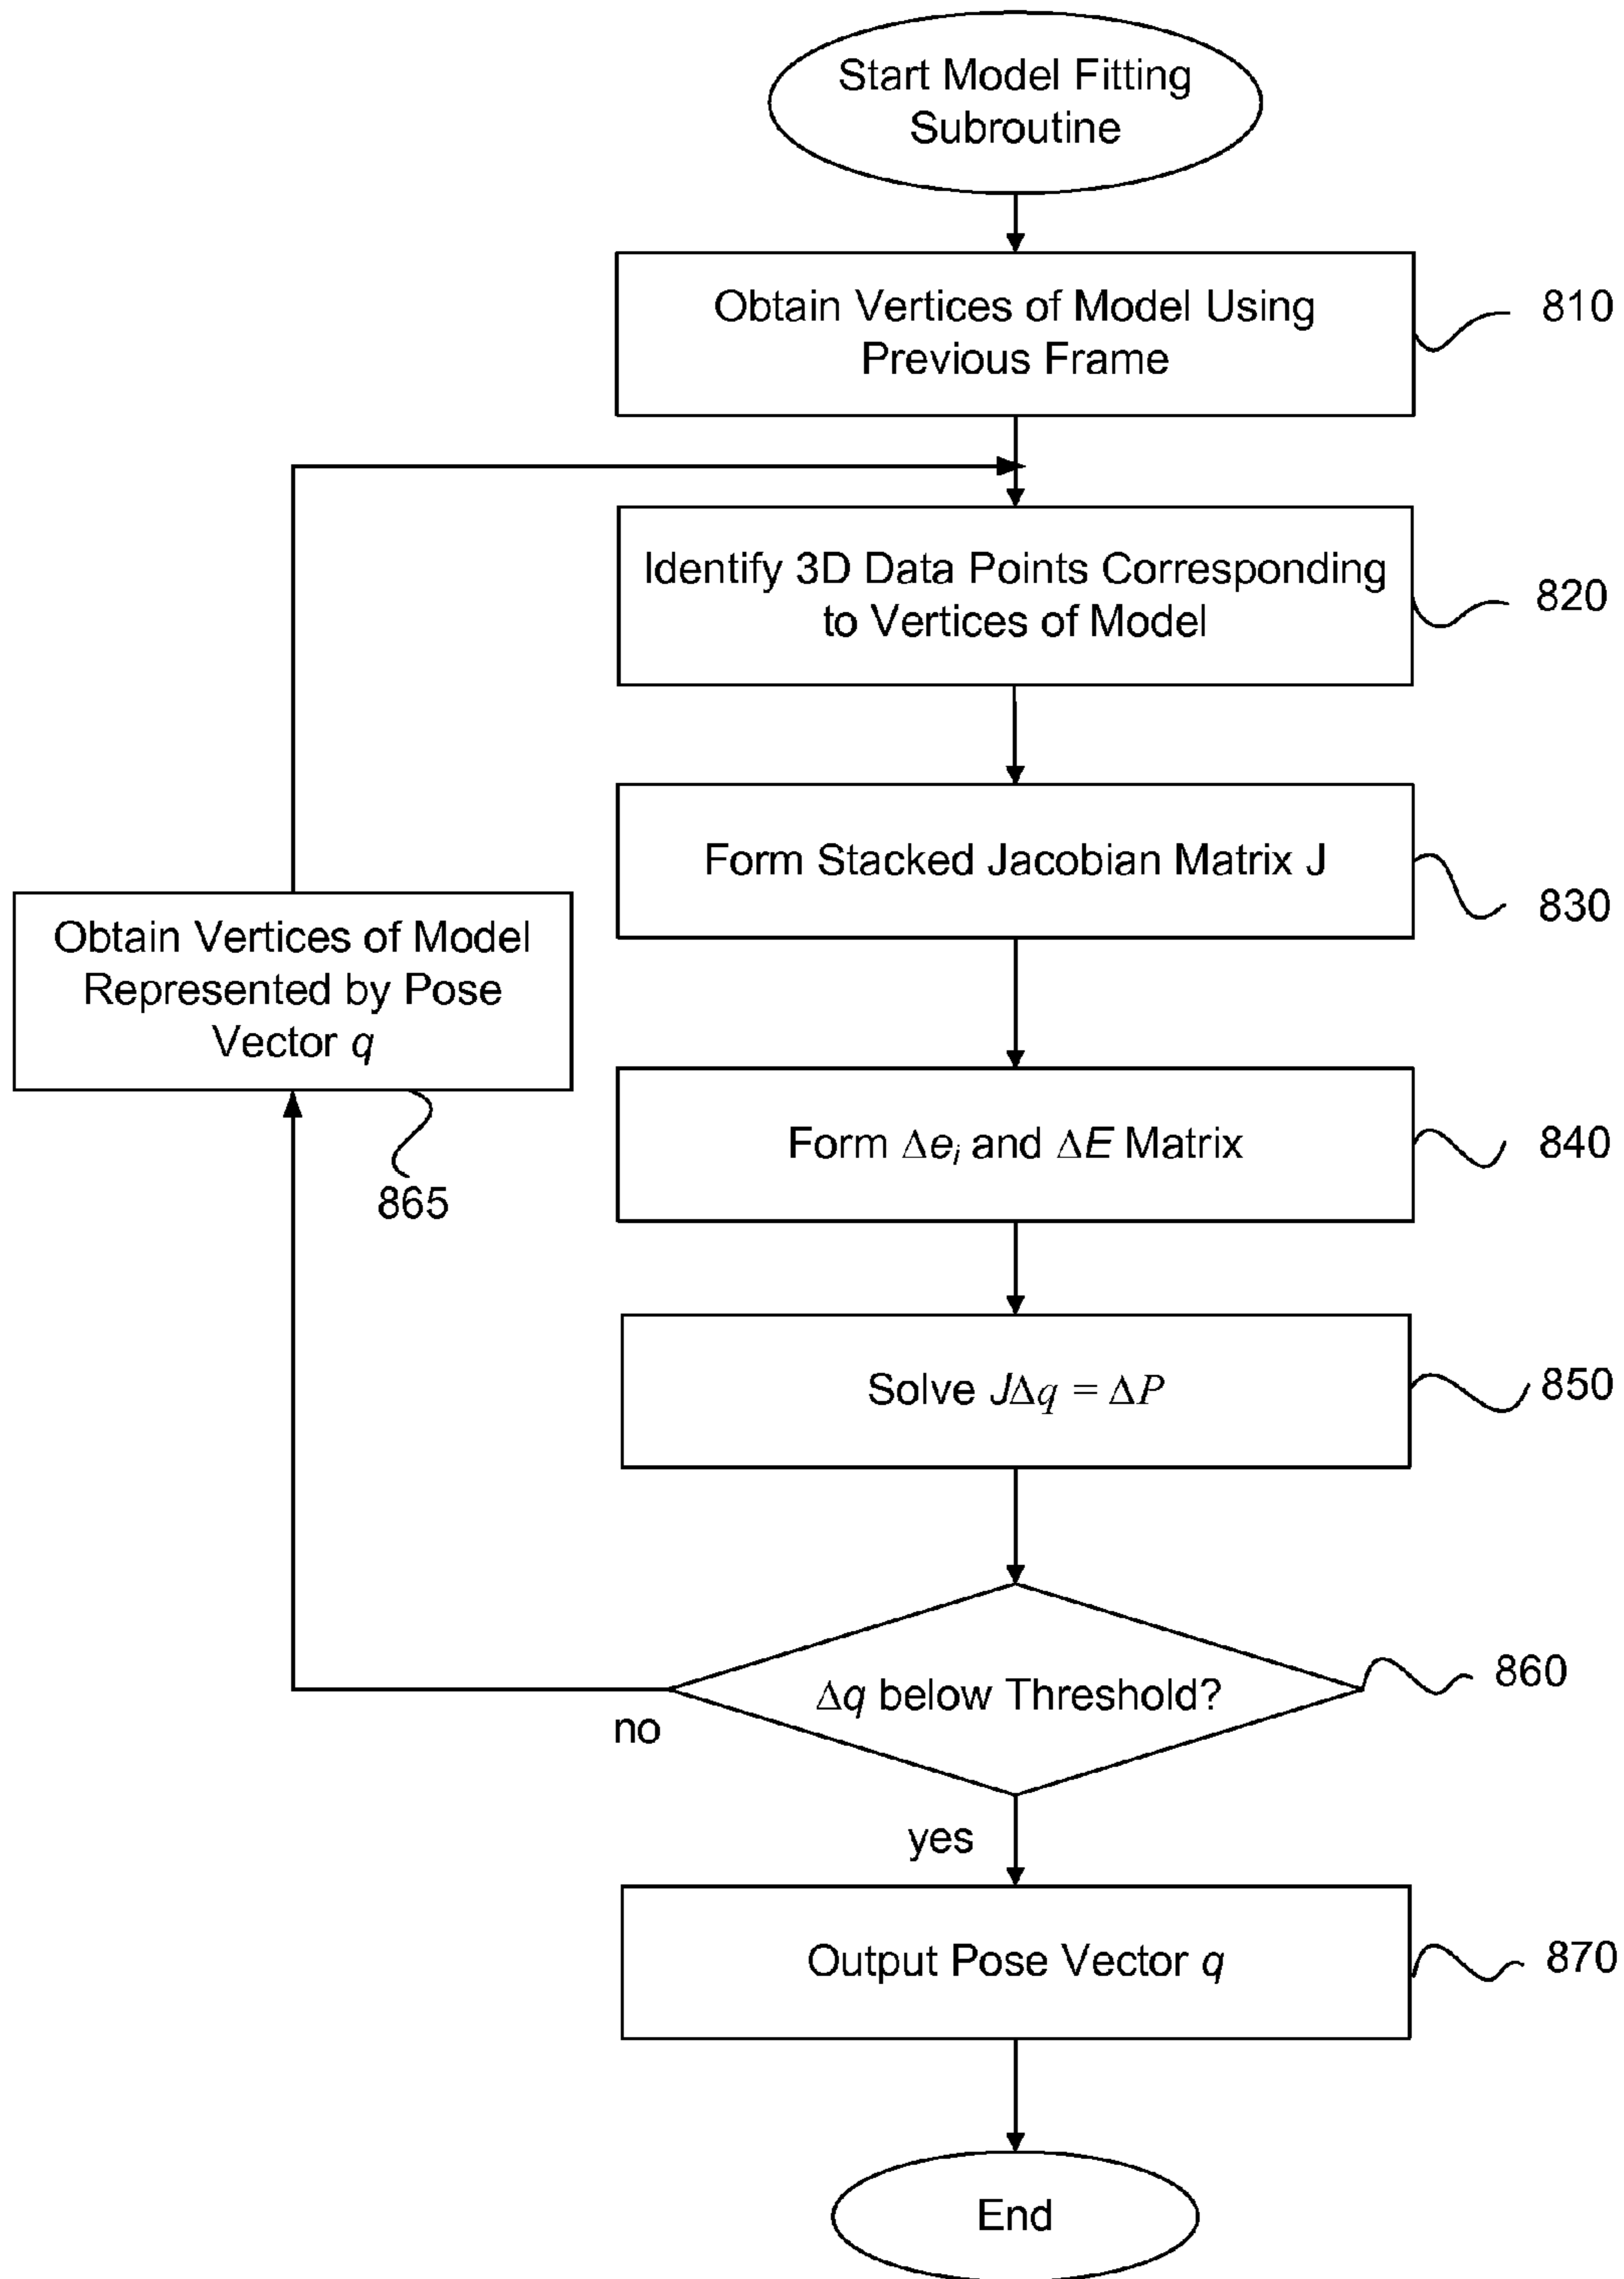 Start Model Fitting
Subroutine
Obtain Vertices of Model Using
Previous Frame
810
Identify 3D Data Points Corresponding
to Vertices of Model
820
Form Stacked Jacobian Matrix J
830
Obtain Vertices of Model
Represented by Pose
Vector q
865
Form Δeᵢ and ΔE Matrix
840
Solve JΔq = ΔP
850
Δq below Threshold?
860
no
yes
Output Pose Vector q
870
End